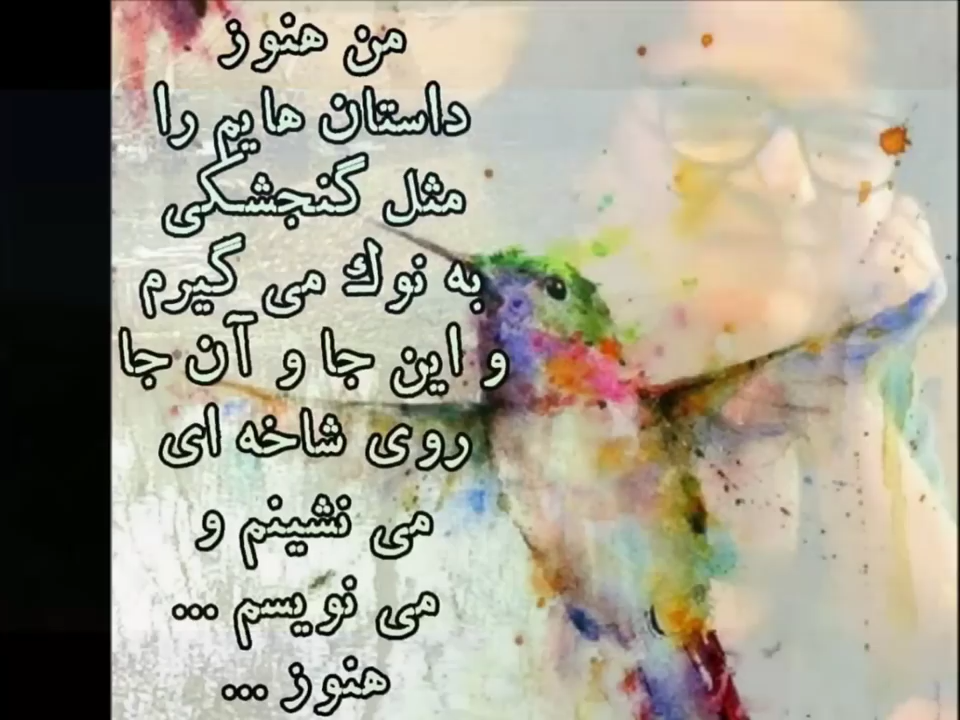 من هنوز
داستان هایم را
مثل گنجشکی
به نوك می گیرم
و این جا و آن جا
روی شاخه ای
می نشینم و
می نویسم ...
هنوز ...